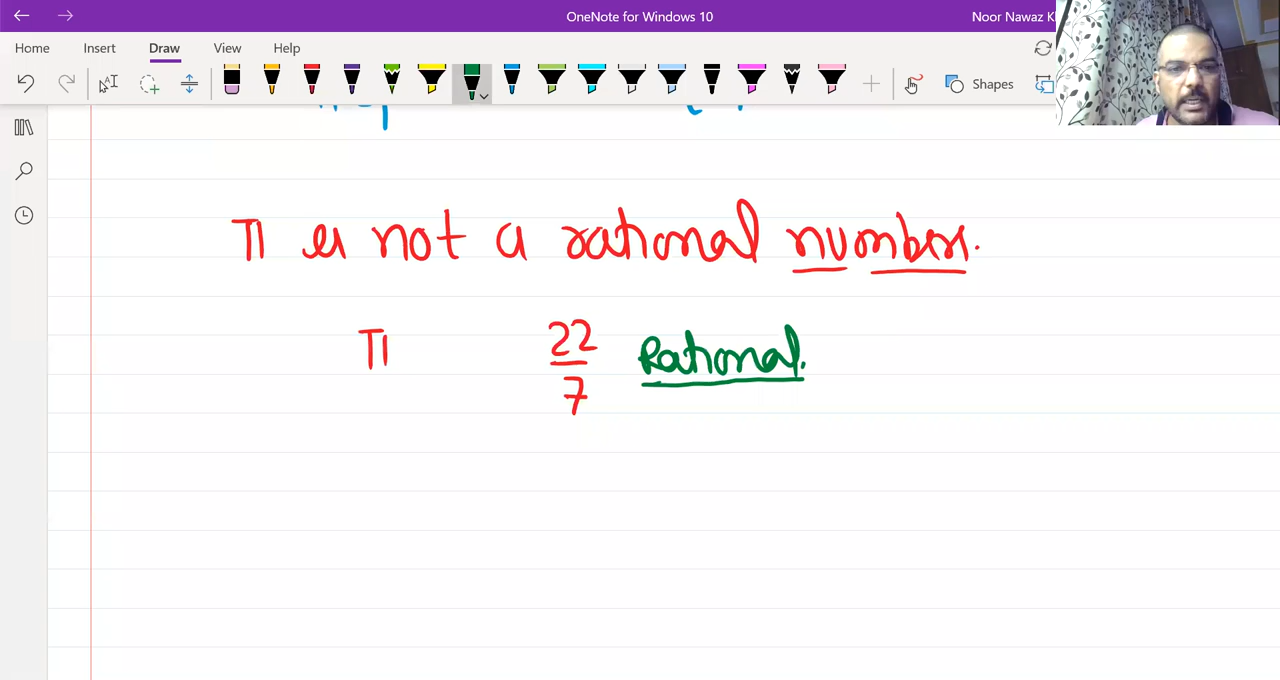 OneNote for Windows 10
Noor Nawaz K
Home Insert Draw View Help
Shapes
π is not a rational number.
π 22/7 Rational.